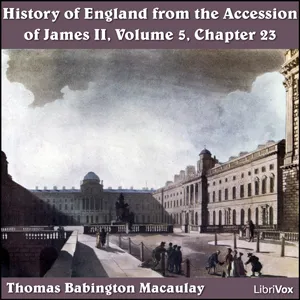 History of England from the Accession
of James II, Volume 5, Chapter 23
Thomas Babington Macaulay
LibriVox